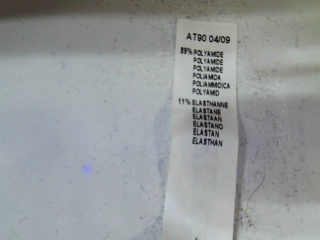 AT90 04/09
89% POLYAMIDE
POLYAMIDE
POLYAMIDE
POLIAMIDA
POLIAMMIDICA
POLYAMID
11% ELASTHANNE
ELASTANE
ELASTAAN
ELASTANO
ELASTAN
ELASTHAN